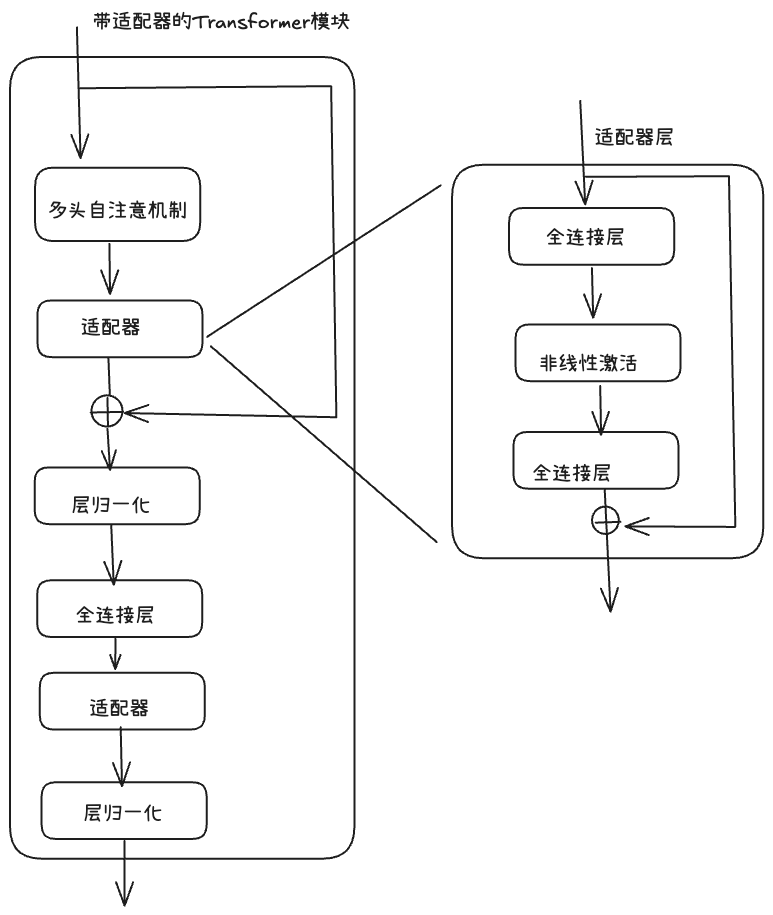 带适配器的Transformer模块
多头自注意机制
适配器
层归一化
全连接层
适配器
层归一化
适配器层
全连接层
非线性激活
全连接层